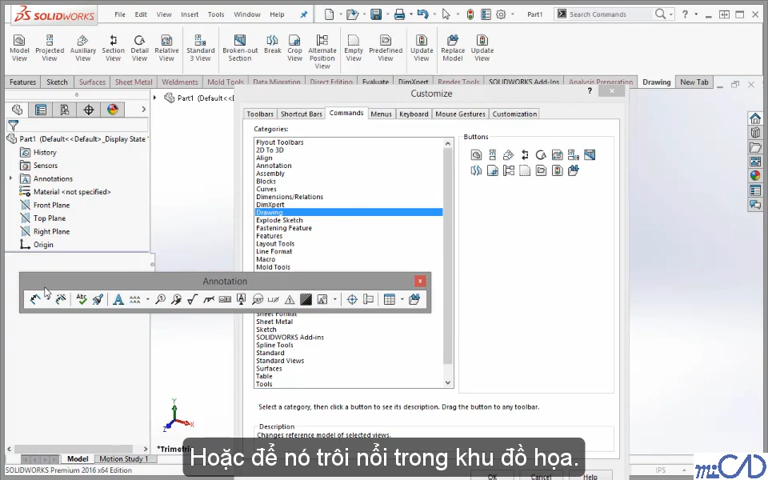 SOLIDWORKS File Edit View Insert Tools Window Help Part1 Search Commands
Model View Projected View Auxiliary View Section View Detail View Relative View Standard 3 View Broken-out Section Break Crop View Alternate Position View Empty View Predefined View Update View Replace Model Update View
Features Sketch Surfaces Sheet Metal Weldments Mold Tools Data Migration Direct Editing Evaluate DimXpert Render Tools SOLIDWORKS Add-Ins Analysis Preparation Drawing New Tab
Customize
Part1 (Default<<Default
Toolbars Shortcut Bars Commands Menus Keyboard Mouse Gestures Customization
Categories:
Buttons
Flyout Toolbars
2D To 3D
Align
Annotation
Assembly
Blocks
Curves
Dimensions/Relations
DimXpert
Drawing
Explode Sketch
Fastening Feature
Features
Layout Tools
Line Format
Macro
Mold Tools
Part1 (Default<<Default>_Display State
History
Sensors
Annotations
Material <not specified>
Front Plane
Top Plane
Right Plane
Origin
Annotation
Sheet Format
Sheet Metal
Sketch
SOLIDWORKS Add-ins
Spline Tools
Standard
Standard Views
Surfaces
Table
Tools
Select a category, then click a button to see its description. Drag the button to any toolbar.
Description
Changes reference model of selected views.
*Trimetric
Hoặc để nó trôi nổi trong khu đồ họa.
Model Motion Study 1
SOLIDWORKS Premium 2016 x64 Edition
OK Cancel Help
IPS
miCAD